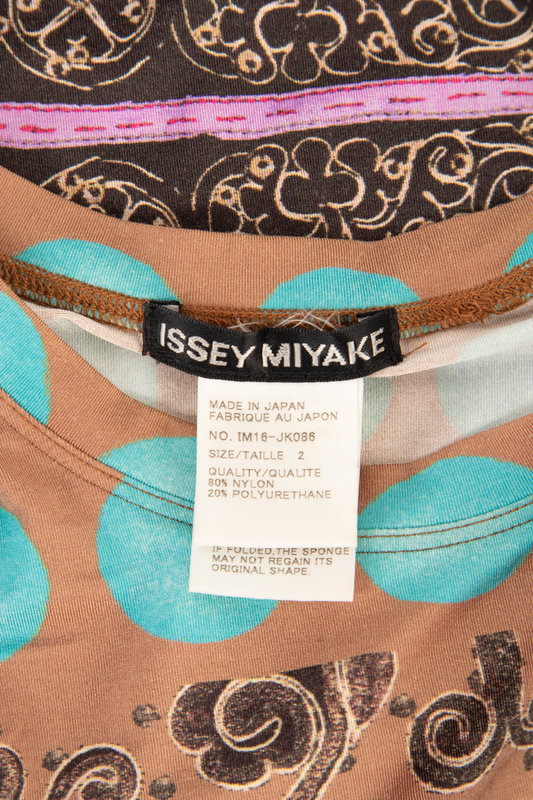 ISSEY MIYAKE
MADE IN JAPAN
FABRIQUE AU JAPON
NO. IM16-JK086
SIZE/TAILLE 2
QUALITY/QUALITE
80% NYLON
20% POLYURETHANE
IF FOLDED,THE SPONGE
MAY NOT REGAIN ITS
ORIGINAL SHAPE.